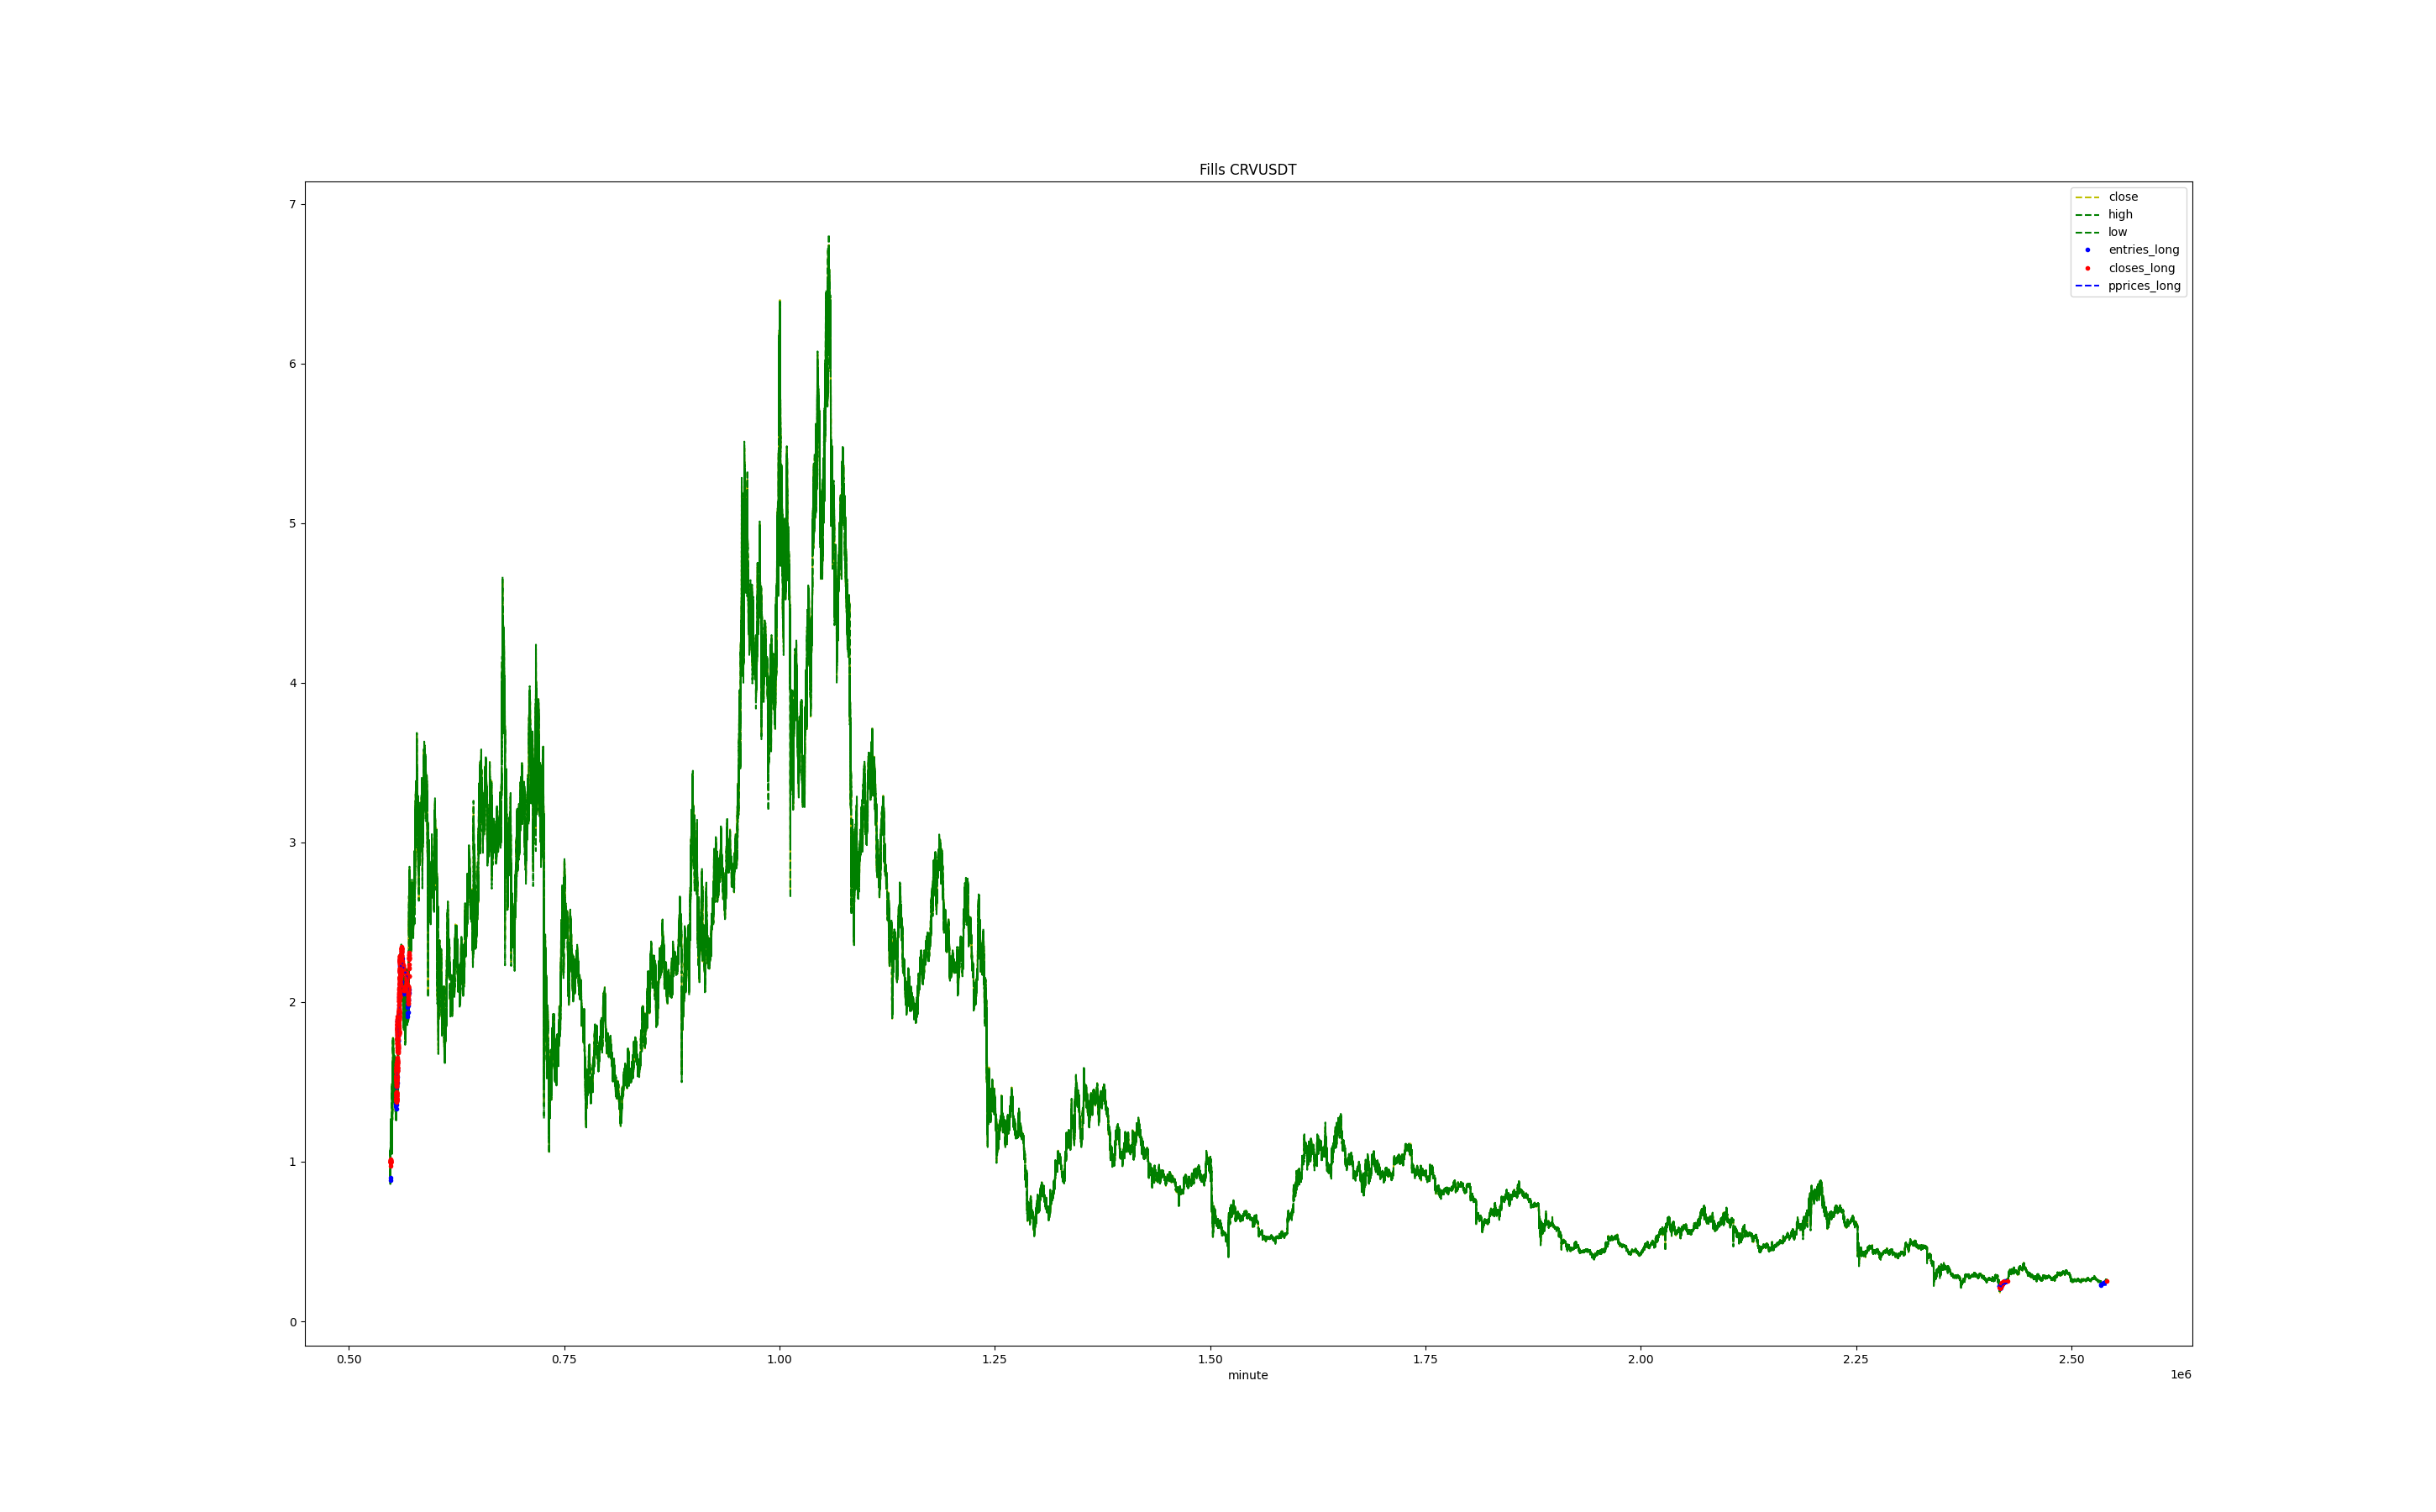 Fills CRVUSDT
close
high
low
entries_long
closes_long
pprices_long
7
6
5
4
3
2
1
0
0.50 0.75 1.00 1.25 1.50 1.75 2.00 2.25 2.50
minute
1e6